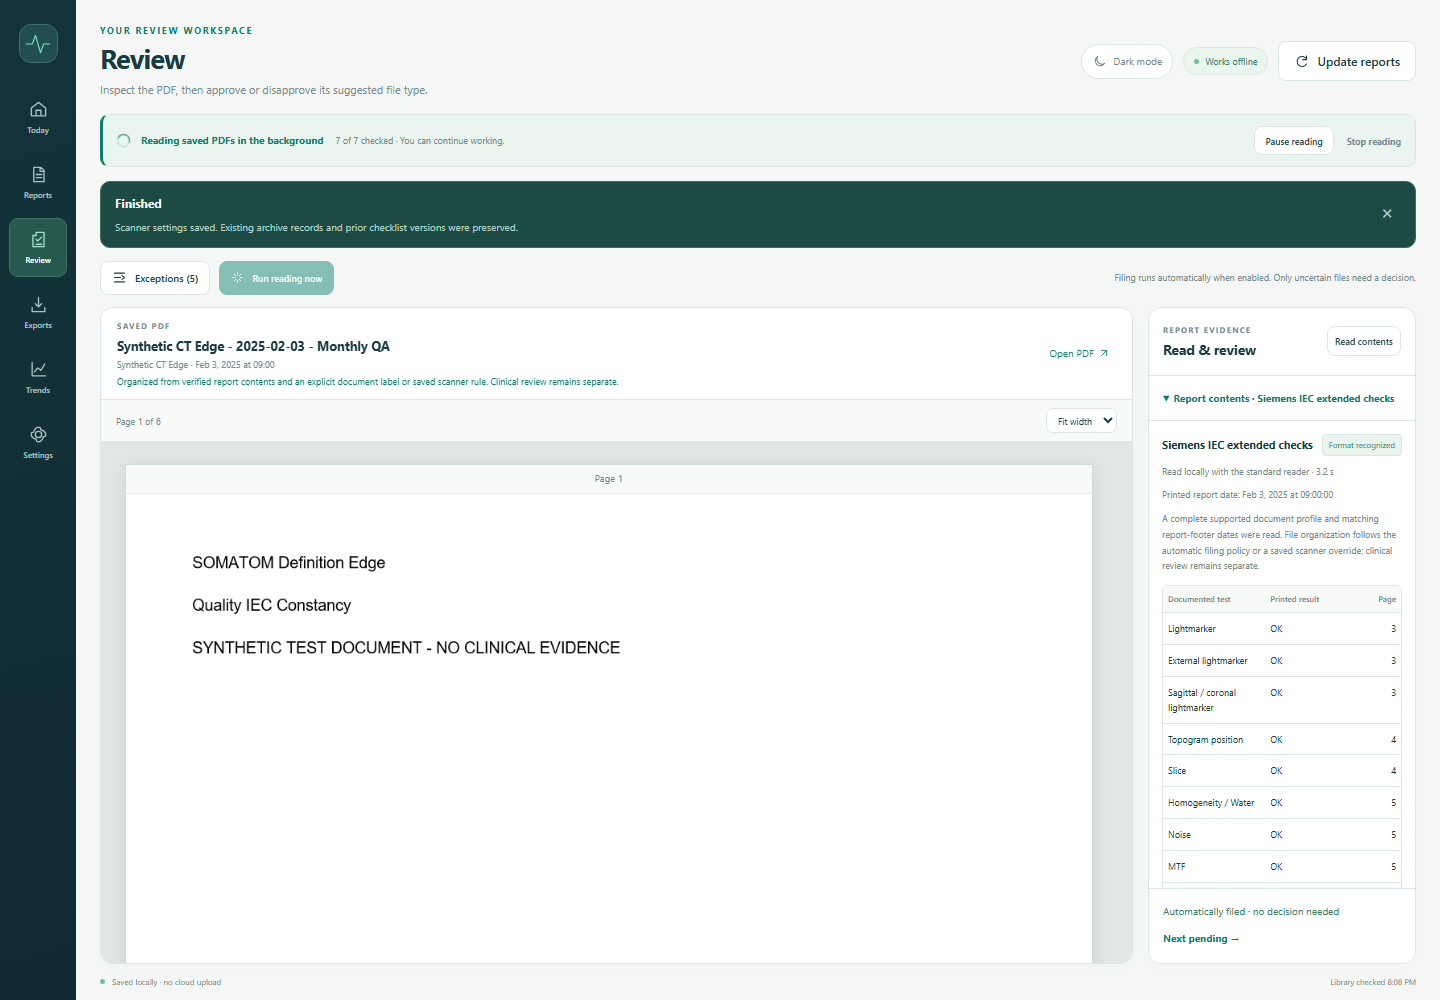 YOUR REVIEW WORKSPACE
Review
Inspect the PDF, then approve or disapprove its suggested file type.
Dark mode
Works offline
Update reports
Today
Reports
Review
Exports
Trends
Settings
Reading saved PDFs in the background
7 of 7 checked · You can continue working.
Pause reading
Stop reading
Finished
Scanner settings saved. Existing archive records and prior checklist versions were preserved.
Exceptions (5)
Run reading now
Filing runs automatically when enabled. Only uncertain files need a decision.
SAVED PDF
Synthetic CT Edge - 2025-02-03 - Monthly QA
Synthetic CT Edge · Feb 3, 2025 at 09:00
Organized from verified report contents and an explicit document label or saved scanner rule. Clinical review remains separate.
Open PDF
Page 1 of 6
Fit width
Page 1
SOMATOM Definition Edge
Quality IEC Constancy
SYNTHETIC TEST DOCUMENT - NO CLINICAL EVIDENCE
REPORT EVIDENCE
Read & review
Read contents
▼ Report contents · Siemens IEC extended checks
Siemens IEC extended checks
Format recognized
Read locally with the standard reader · 3.2 s
Printed report date: Feb 3, 2025 at 09:00:00
A complete supported document profile and matching
report-footer dates were read. File organization follows the
automatic filing policy or a saved scanner override; clinical
review remains separate.
Documented test Printed result Page
Lightmarker OK 3
External lightmarker OK 3
Sagittal / coronal lightmarker OK 3
Topogram position OK 4
Slice OK 4
Homogeneity / Water OK 5
Noise OK 5
MTF OK 5
Automatically filed · no decision needed
Next pending →
Saved locally · no cloud upload
Library checked 8:08 PM